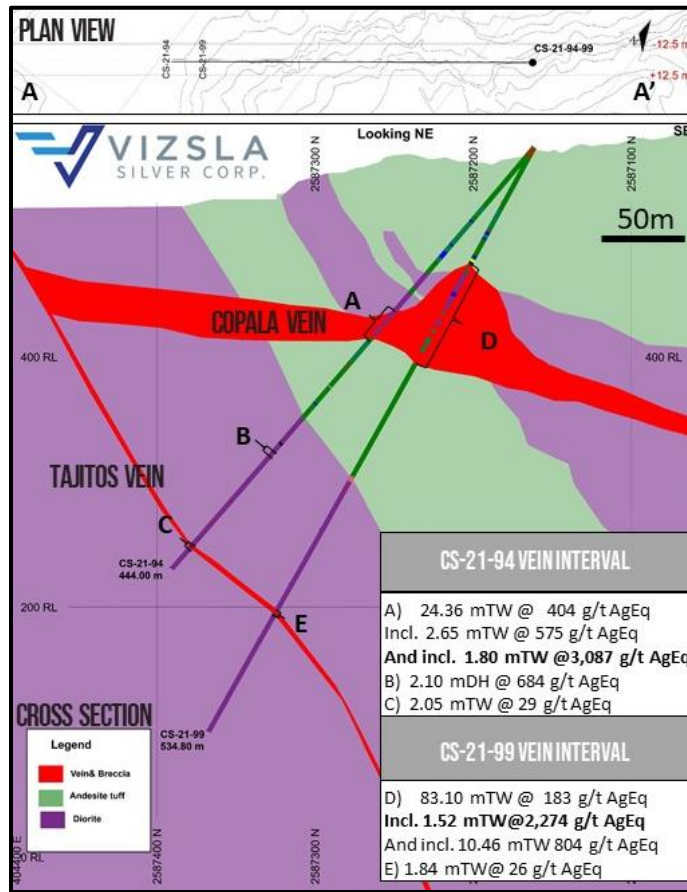 PLAN VIEW
CS-21-94
CS-21-99
CS-21-94-99
-12.5 m
+12.5 m
A
A'
VIZSLA
SILVER CORP.
Looking NE
SE
2587300 N
2587200 N
2587100 N
50m
A
COPALA VEIN
D
400 RL
400 RL
B
TAJITOS VEIN
C
CS-21-94
444.00 m
200 RL
E
CROSS SECTION
CS-21-99
534.80 m
Legend
Vein& Breccia
Andesite tuff
Diorite
404400 E
0 RL
2587400 N
2587300 N
CS-21-94 VEIN INTERVAL
A) 24.36 mTW @ 404 g/t AgEq
Incl. 2.65 mTW @ 575 g/t AgEq
And incl. 1.80 mTW @3,087 g/t AgEq
B) 2.10 mDH @ 684 g/t AgEq
C) 2.05 mTW @ 29 g/t AgEq
CS-21-99 VEIN INTERVAL
D) 83.10 mTW @ 183 g/t AgEq
Incl. 1.52 mTW@2,274 g/t AgEq
And incl. 10.46 mTW 804 g/t AgEq
E) 1.84 mTW@ 26 g/t AgEq